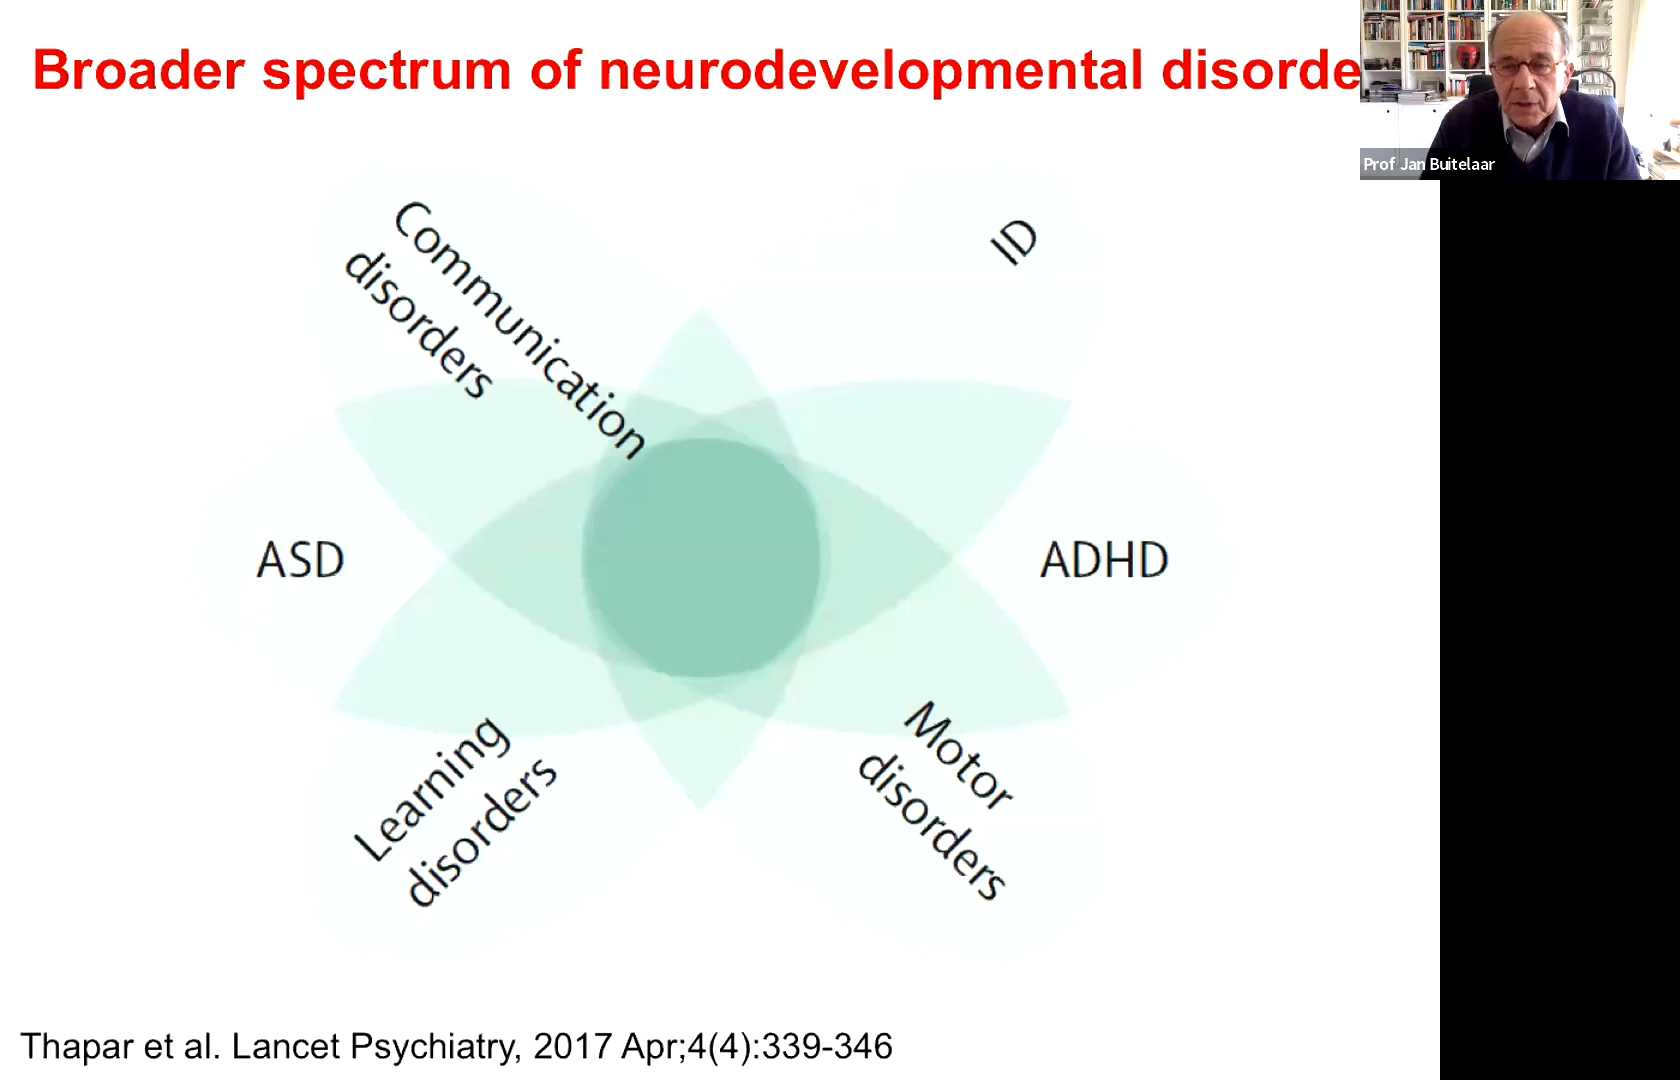 Broader spectrum of neurodevelopmental disorde
Prof Jan Buitelaar
Communication
disorders
ID
ASD
ADHD
Learning
disorders
Motor
disorders
Thapar et al. Lancet Psychiatry, 2017 Apr;4(4):339-346